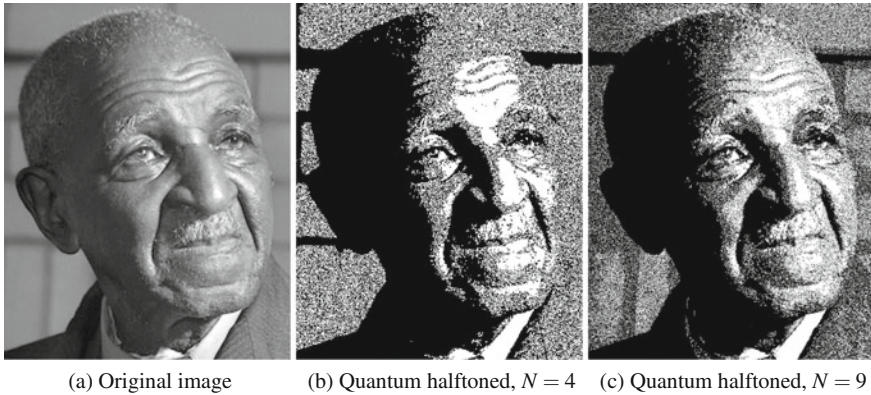 (a) Original image
(b) Quantum halftoned, N = 4
(c) Quantum halftoned, N = 9